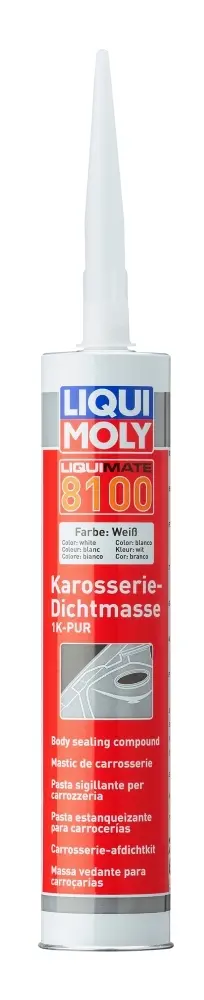 LIQUI
MOLY
LIQUIMATE
8100
Farbe: Weiß
Color: white Color: blanco
Colour: blanc Kleur: wit
Colore: bianco Cor: branco
Karosserie-
Dichtmasse
1K-PUR
Body sealing compound
Mastic de carrosserie
Pasta sigillante per
carrozzeria
Pasta estanqueizante
para carrocerías
Carrosserie-afdichtkit
Massa vedante para
carroçarias